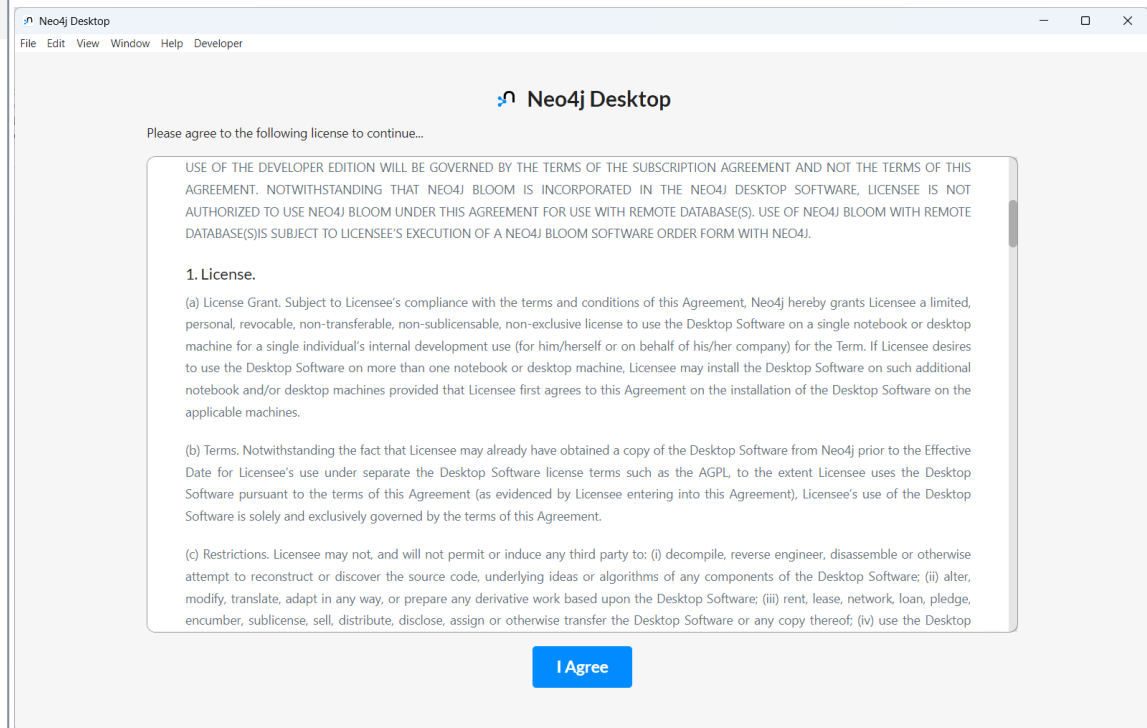 Neo4j Desktop
File Edit View Window Help Developer
Neo4j Desktop
Please agree to the following license to continue...
USE OF THE DEVELOPER EDITION WILL BE GOVERNED BY THE TERMS OF THE SUBSCRIPTION AGREEMENT AND NOT THE TERMS OF THIS
AGREEMENT. NOTWITHSTANDING THAT NEO4J BLOOM IS INCORPORATED IN THE NEO4J DESKTOP SOFTWARE, LICENSEE IS NOT
AUTHORIZED TO USE NEO4J BLOOM UNDER THIS AGREEMENT FOR USE WITH REMOTE DATABASE(S). USE OF NEO4J BLOOM WITH REMOTE
DATABASE(S)IS SUBJECT TO LICENSEE'S EXECUTION OF A NEO4J BLOOM SOFTWARE ORDER FORM WITH NEO4J.
1. License.
(a) License Grant. Subject to Licensee's compliance with the terms and conditions of this Agreement, Neo4j hereby grants Licensee a limited,
personal, revocable, non-transferable, non-sublicensable, non-exclusive license to use the Desktop Software on a single notebook or desktop
machine for a single individual's internal development use (for him/herself or on behalf of his/her company) for the Term. If Licensee desires
to use the Desktop Software on more than one notebook or desktop machine, Licensee may install the Desktop Software on such additional
notebook and/or desktop machines provided that Licensee first agrees to this Agreement on the installation of the Desktop Software on the
applicable machines.
(b) Terms. Notwithstanding the fact that Licensee may already have obtained a copy of the Desktop Software from Neo4j prior to the Effective
Date for Licensee's use under separate the Desktop Software license terms such as the AGPL, to the extent Licensee uses the Desktop
Software pursuant to the terms of this Agreement (as evidenced by Licensee entering into this Agreement), Licensee's use of the Desktop
Software is solely and exclusively governed by the terms of this Agreement.
(c) Restrictions. Licensee may not, and will not permit or induce any third party to: (i) decompile, reverse engineer, disassemble or otherwise
attempt to reconstruct or discover the source code, underlying ideas or algorithms of any components of the Desktop Software; (ii) alter,
modify, translate, adapt in any way, or prepare any derivative work based upon the Desktop Software; (iii) rent, lease, network, loan, pledge,
encumber, sublicense, sell, distribute, disclose, assign or otherwise transfer the Desktop Software or any copy thereof; (iv) use the Desktop
I Agree